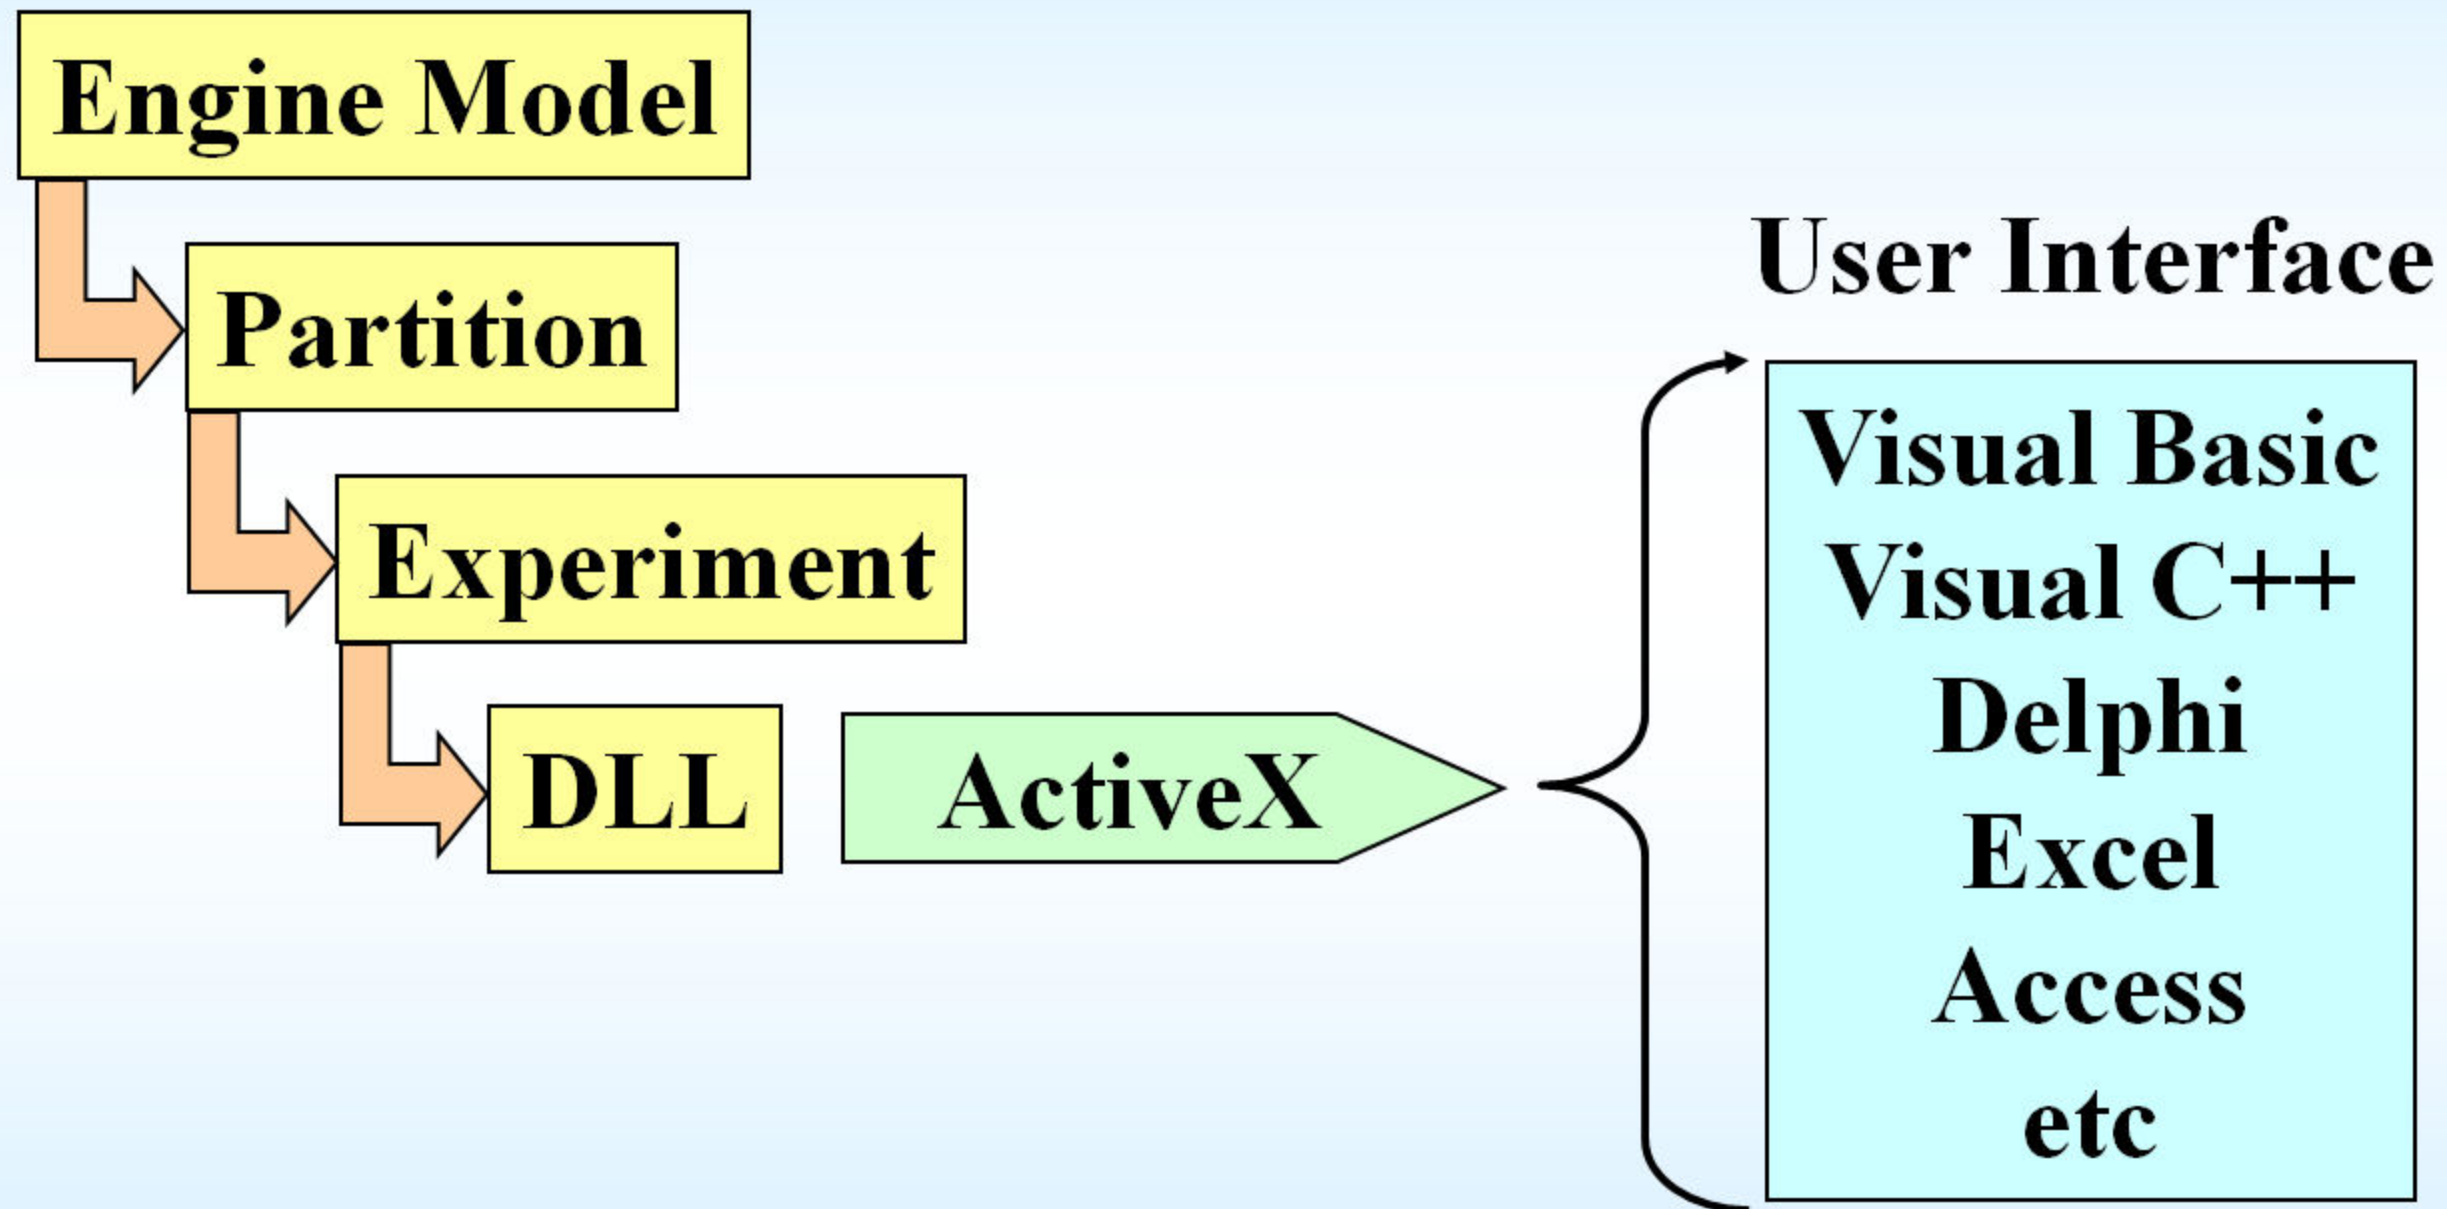 Engine Model
Partition
Experiment
DLL
ActiveX
User Interface
Visual Basic
Visual C++
Delphi
Excel
Access
etc